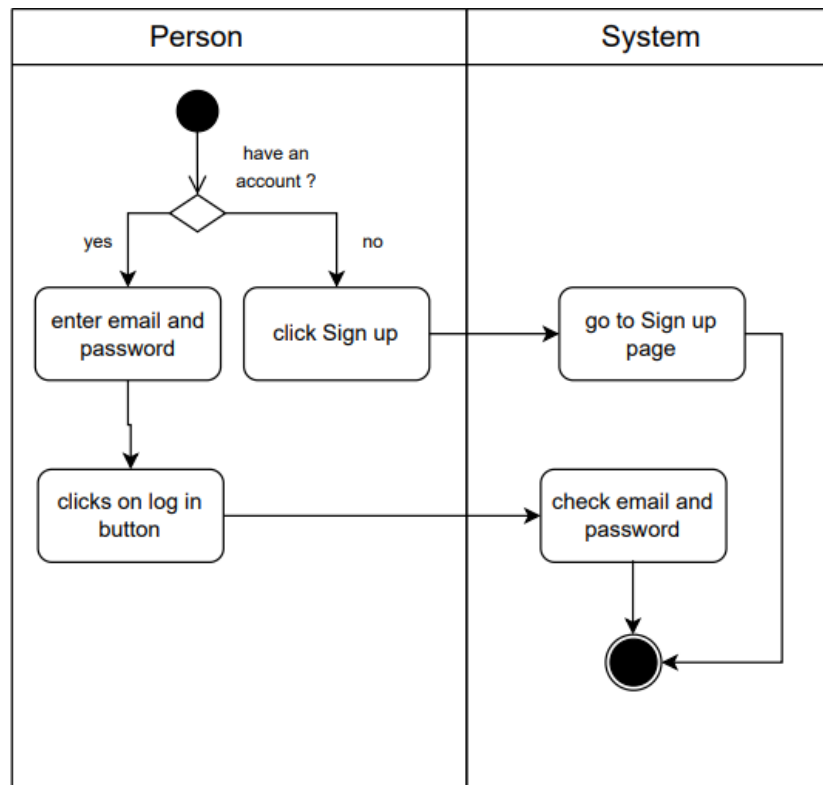 Person
System
have an
account ?
yes
no
enter email and
password
click Sign up
go to Sign up
page
clicks on log in
button
check email and
password